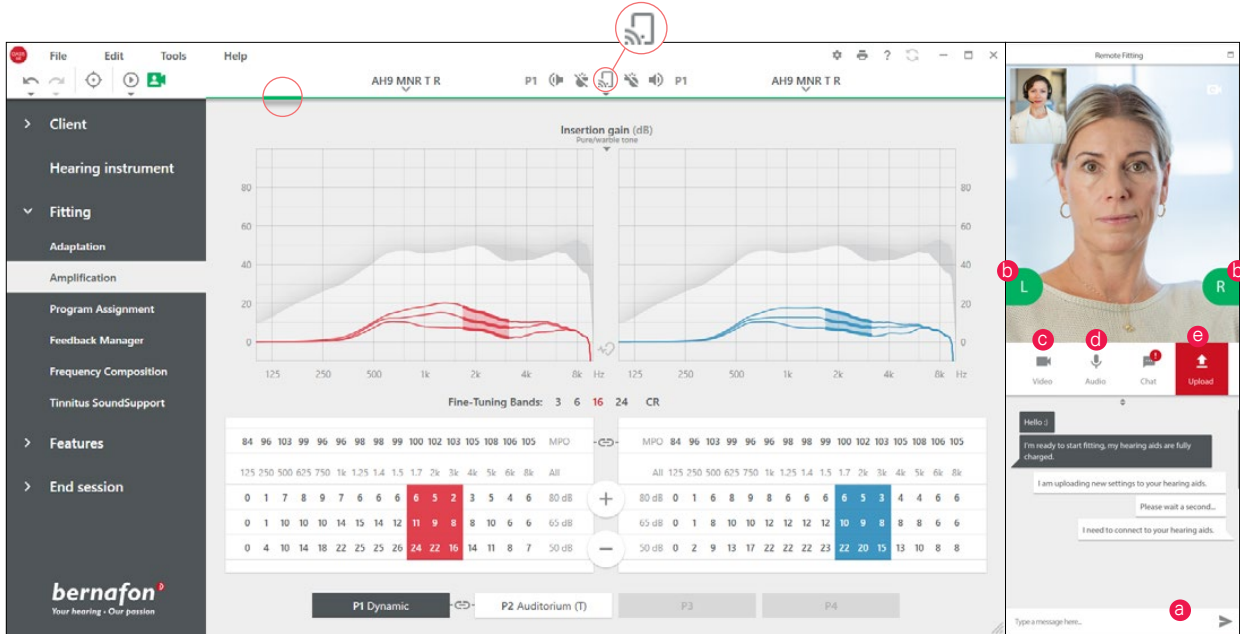 File Edit Tools Help
AH9 MNR T R P1 P1 AH9 MNR T R
Client
Hearing instrument
Fitting
Adaptation
Amplification
Program Assignment
Feedback Manager
Frequency Composition
Tinnitus SoundSupport
Features
End session
bernafon
Your hearing • Our passion
Insertion gain (dB)
Pure/warble tone
80 80
60 60
40 40
20 20
0 0
125 250 500 1k 2k 4k 8k Hz 125 250 500 1k 2k 4k 8k Hz
Fine-Tuning Bands: 3 6 16 24 CR
84 96 103 99 96 96 98 98 99 100 102 103 105 108 106 105 MPO MPO 84 96 103 99 96 96 98 98 99 100 102 103 105 108 106 105
125 250 500 625 750 1k 1.25 1.4 1.5 1.7 2k 3k 4k 5k 6k 8k All All 125 250 500 625 750 1k 1.25 1.4 1.5 1.7 2k 3k 4k 5k 6k 8k
0 1 7 8 9 7 6 6 6 6 5 2 3 5 4 6 80 dB + 80 dB 0 1 6 8 9 8 6 6 6 6 5 3 4 4 6 6
0 1 10 10 10 14 15 14 12 11 9 8 8 10 6 6 65 dB 65 dB 0 1 8 10 10 12 12 12 12 10 9 8 8 8 6 6
0 4 10 14 18 22 25 25 26 24 22 16 14 11 8 7 50 dB − 50 dB 0 2 9 13 17 22 22 22 23 22 20 15 13 10 8 8
P1 Dynamic P2 Auditorium (T) P3 P4
Remote Fitting
b L R b
c d e
Video Audio Chat Upload
Hello :)
I'm ready to start fitting, my hearing aids are fully
charged.
I am uploading new settings to your hearing aids.
Please wait a second...
I need to connect to your hearing aids.
a
Type a message here...